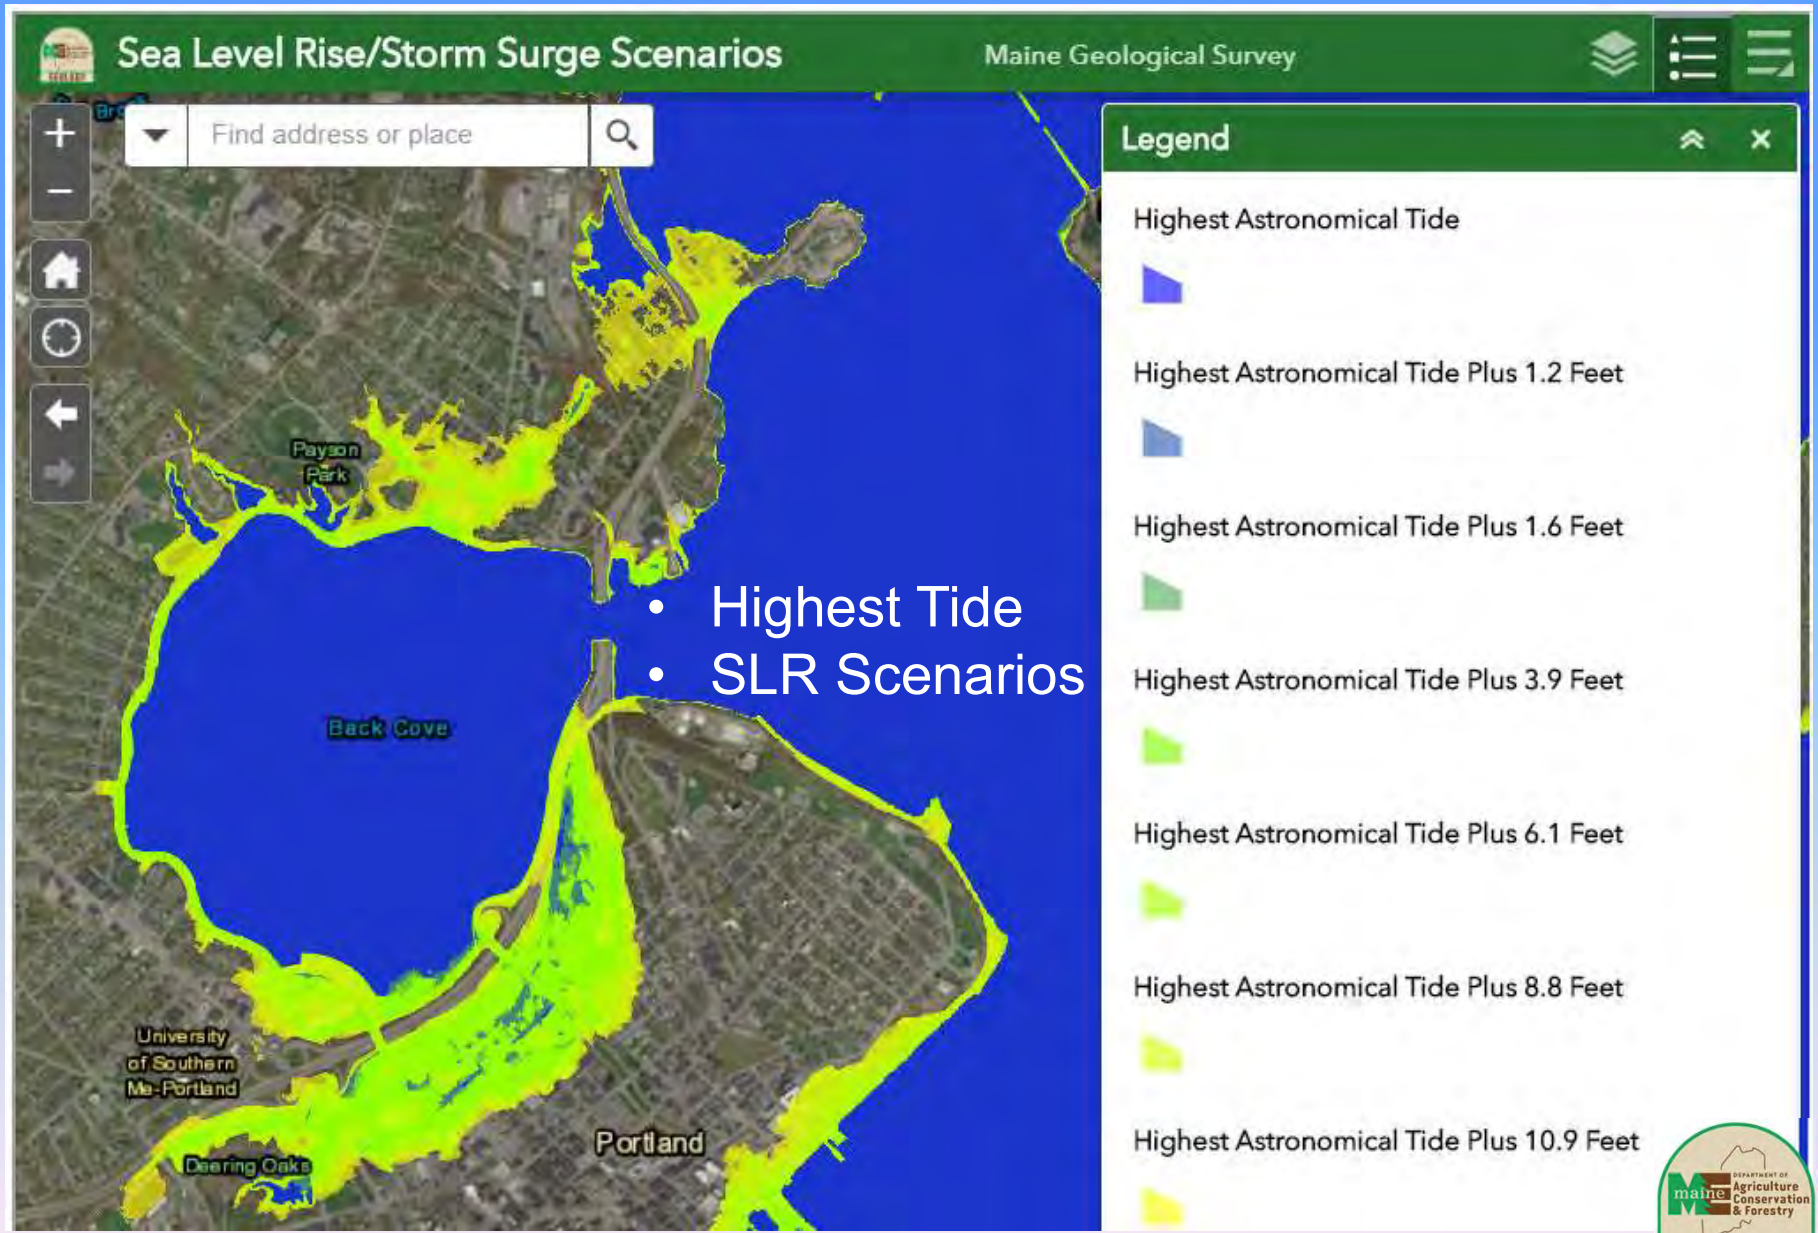 Sea Level Rise/Storm Surge Scenarios
Maine Geological Survey
Find address or place
Legend
Highest Astronomical Tide
Highest Astronomical Tide Plus 1.2 Feet
Highest Astronomical Tide Plus 1.6 Feet
Highest Astronomical Tide Plus 3.9 Feet
Highest Astronomical Tide Plus 6.1 Feet
Highest Astronomical Tide Plus 8.8 Feet
Highest Astronomical Tide Plus 10.9 Feet
Payson
Park
• Highest Tide
• SLR Scenarios
Back Cove
University
of Southern
Me-Portland
Portland
Deering Oaks
maine
DEPARTMENT OF
Agriculture
Conservation
& Forestry